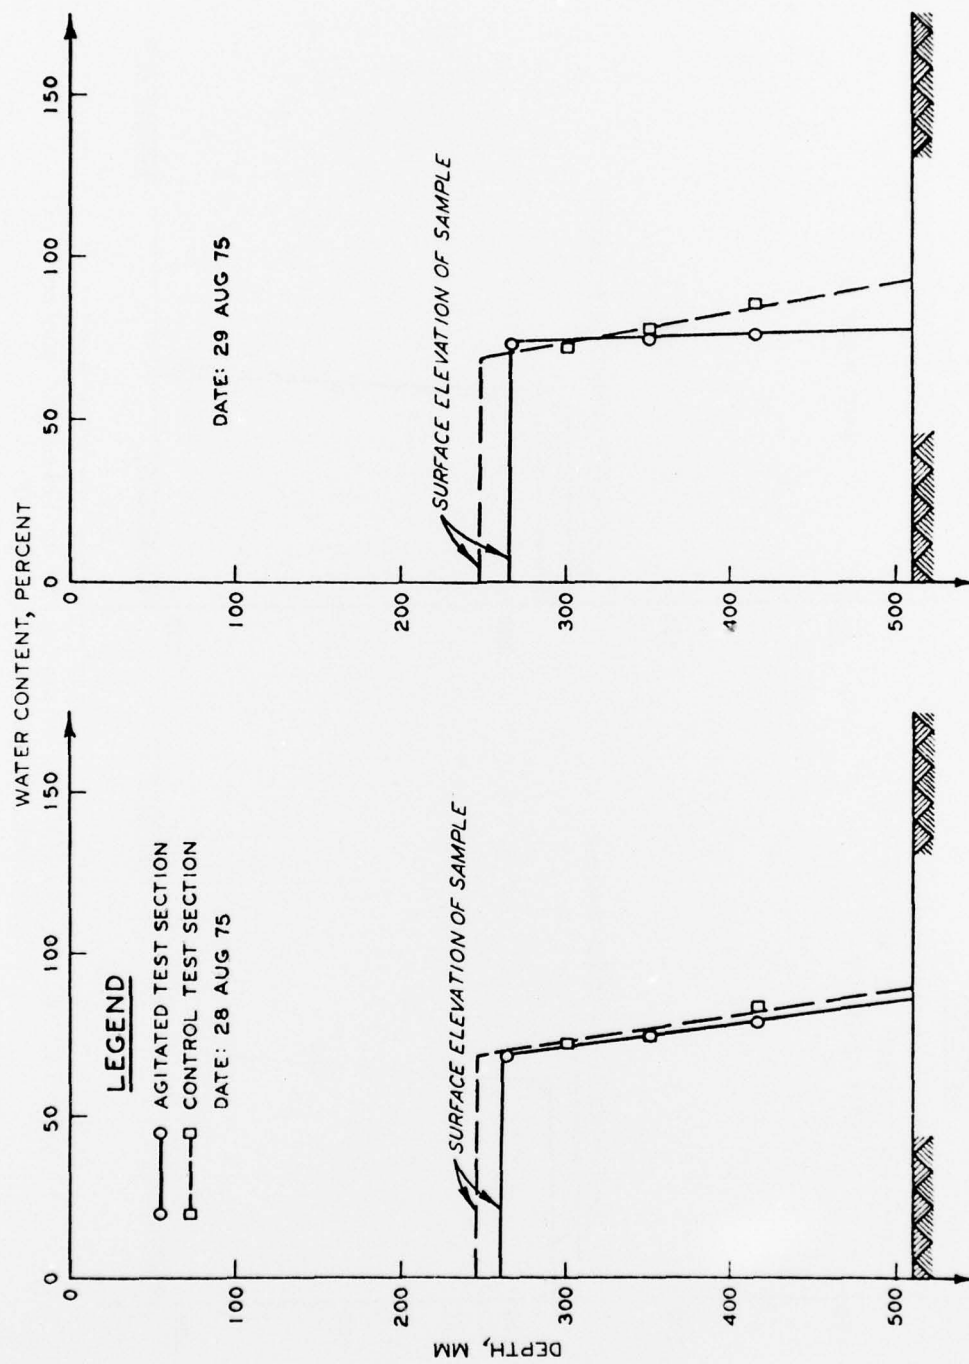 WATER CONTENT, PERCENT
0
50
100
150
0
50
100
150
LEGEND
AGITATED TEST SECTION
CONTROL TEST SECTION
DATE: 28 AUG 75
DATE: 29 AUG 75
SURFACE ELEVATION OF SAMPLE
SURFACE ELEVATION OF SAMPLE
DEPTH, MM
0
100
200
300
400
500
0
100
200
300
400
500